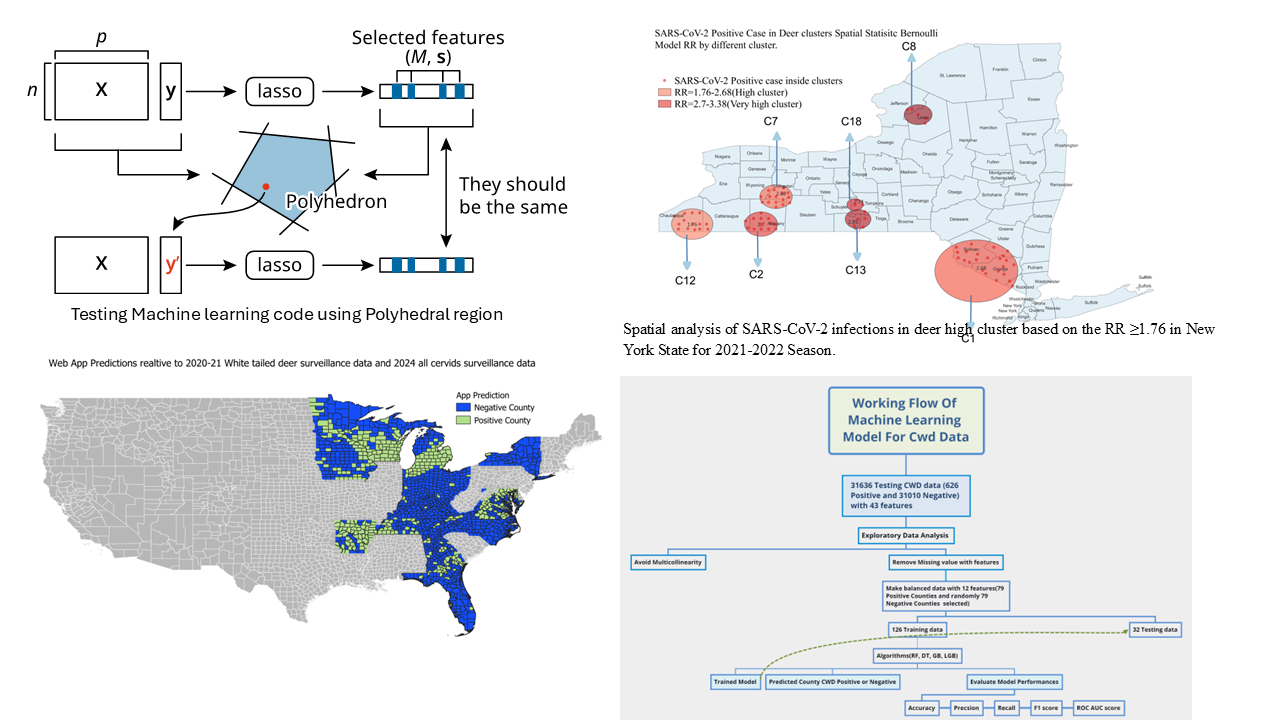 p
n
X
y
lasso
Selected features
(M, s)
Polyhedron
They should
be the same
X
y′
lasso
Testing Machine learning code using Polyhedral region
SARS-CoV-2 Positive Case in Deer clusters Spatial Statisitc Bernoulli
Model RR by different cluster.
SARS-CoV-2 Positive case inside clusters
RR=1.76-2.68(High cluster)
RR=2.7-3.38(Very high cluster)
C8
C7
C18
C12
C2
C13
C1
Clinton
Franklin
St. Lawrence
Essex
Jefferson
Hamilton
Warren
Herkimer
Washington
Oswego
Oneida
Fulton
Saratoga
Montgomery
Schenectady
Rensselaer
Niagara
Orleans
Monroe
Wayne
Genesee
Erie
Wyoming
Ontario
Yates
Cayuga
Onondaga
Madison
Otsego
Schoharie
Albany
Cortland
Chenango
Tompkins
Tioga
Broome
Delaware
Greene
Columbia
Ulster
Dutchess
Cattaraugus
Steuben
Putnam
Rockland
Westchester
Westchester
Bronx
New York
New York
Nassau
Queens
Kings
Richmond
Suffolk
Suffolk
Suffolk
Spatial analysis of SARS-CoV-2 infections in deer high cluster based on the RR ≥1.76 in New
York State for 2021-2022 Season.
Web App Predictions realtive to 2020-21 White tailed deer surveillance data and 2024 all cervids surveillance data
App Prediction
Negative County
Positive County
Working Flow Of
Machine Learning
Model For Cwd Data
31636 Testing CWD data (626
Positive and 31010 Negative)
with 43 features
Exploratory Data Analysis
Avoid Multicollinearity
Remove Missing value with features
Make balanced data with 12 features(79
Positive Counties and randomly 79
Negative Counties selected)
126 Training data
32 Testing data
Algorithms(RF, DT, GB, LGB)
Trained Model
Predicted County CWD Positive or Negative
Evaluate Model Performances
Accuracy
Precsion
Recall
F1 score
ROC AUC score